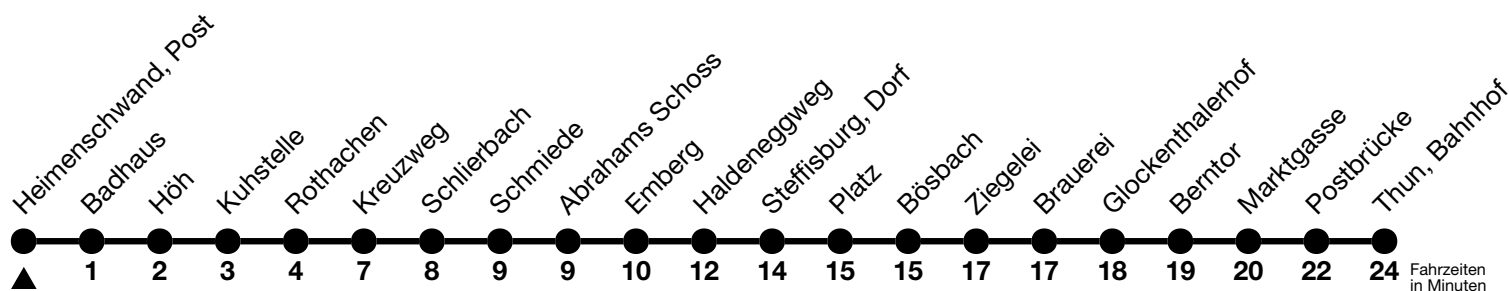 Heimenschwand, Post
Badhaus
Höh
Kuhstelle
Rothachen
Kreuzweg
Schlierbach
Schmiede
Abrahams Schoss
Emberg
Haldeneggweg
Steffisburg, Dorf
Platz
Bösbach
Ziegelei
Brauerei
Glockenthalerhof
Berntor
Marktgasse
Postbrücke
Thun, Bahnhof
1 2 3 4 7 8 9 9 10 12 14 15 15 17 17 18 19 20 22 24
Fahrzeiten
in Minuten